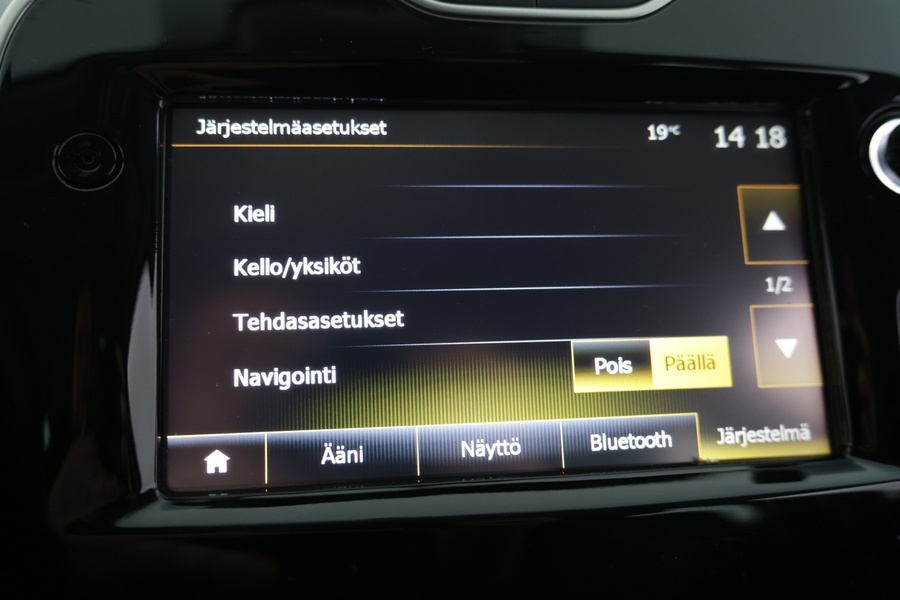 Järjestelmäasetukset 19°C 14 18
Kieli
Kello/yksiköt
1/2
Tehdasasetukset
Navigointi Pois Päällä
Ääni Näyttö Bluetooth Järjestelmä